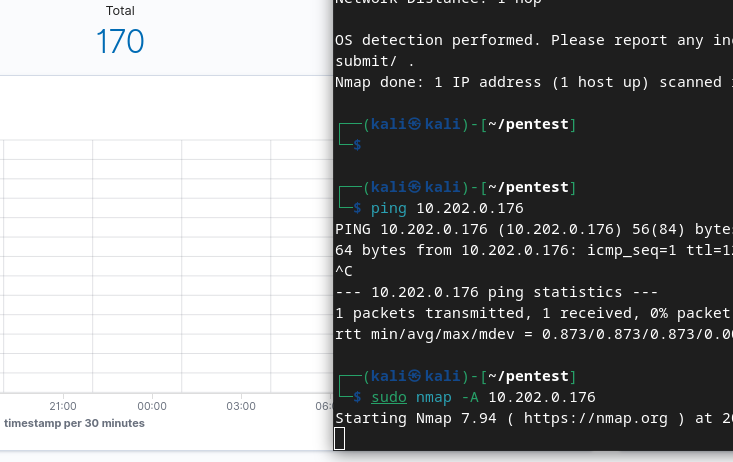 Total
170
21:00
00:00
03:00
06:
timestamp per 30 minutes
Network Distance: 1 hop
OS detection performed. Please report any in
submit/ .
Nmap done: 1 IP address (1 host up) scanned
┌──(kali㉿kali)-[~/pentest]
└─$
┌──(kali㉿kali)-[~/pentest]
└─$ ping 10.202.0.176
PING 10.202.0.176 (10.202.0.176) 56(84) byte
64 bytes from 10.202.0.176: icmp_seq=1 ttl=1
^C
--- 10.202.0.176 ping statistics ---
1 packets transmitted, 1 received, 0% packet
rtt min/avg/max/mdev = 0.873/0.873/0.873/0.0
┌──(kali㉿kali)-[~/pentest]
└─$ sudo nmap -A 10.202.0.176
Starting Nmap 7.94 ( https://nmap.org ) at 2